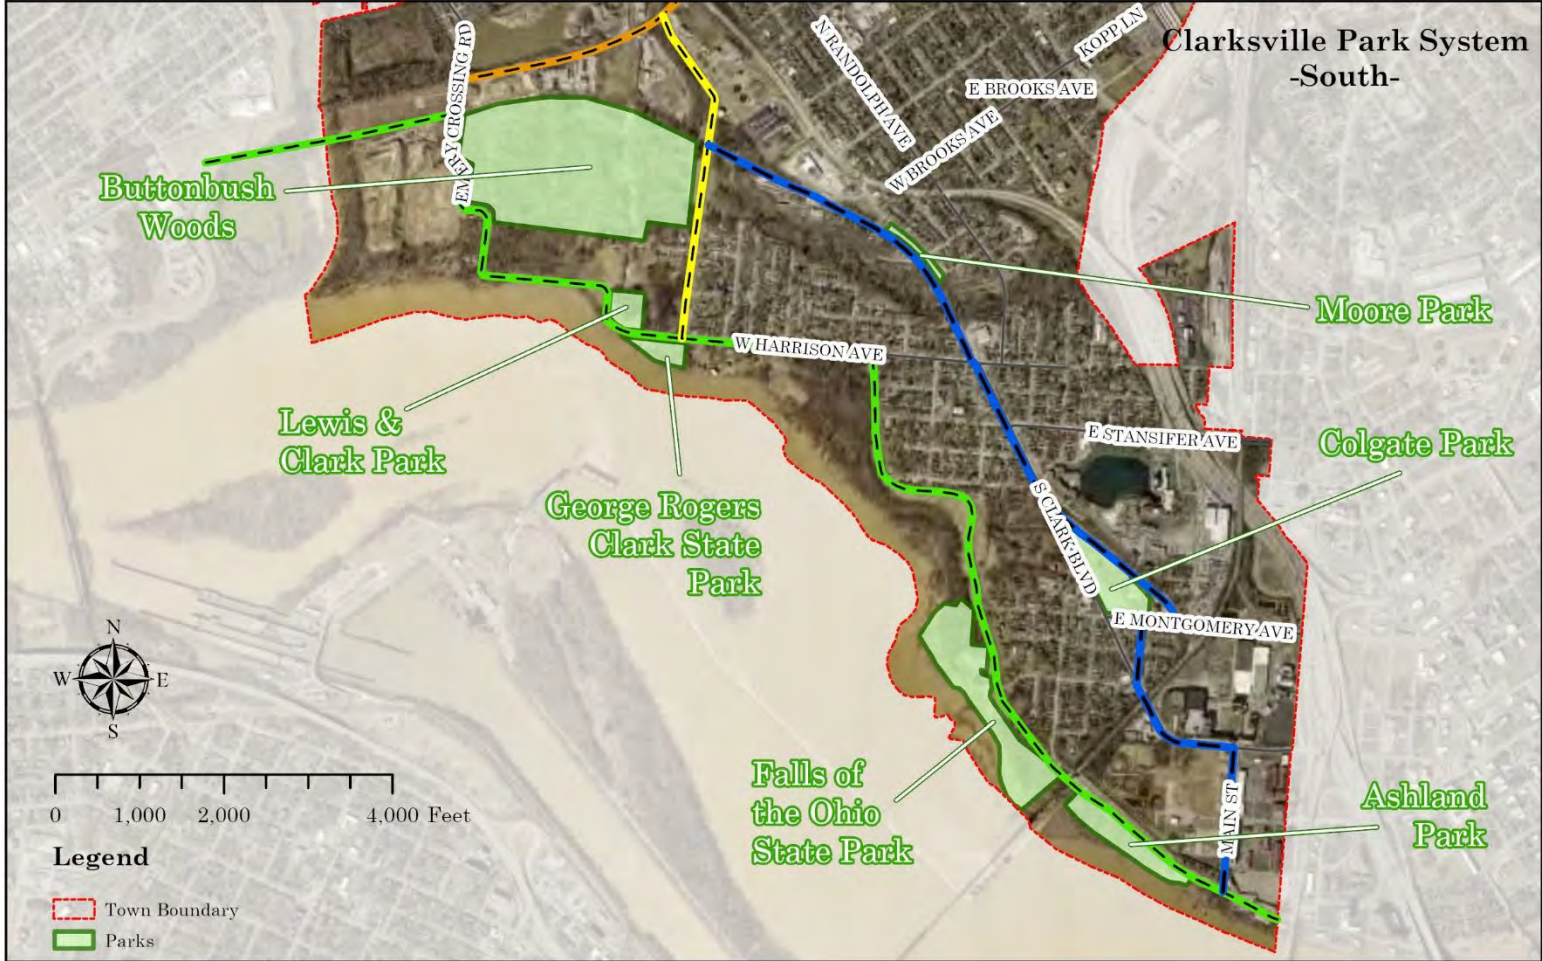 Clarksville Park System
-South-
EMERY CROSSING RD
N RANDOLPH AVE
KOPP LN
E BROOKS AVE
W BROOKS AVE
Buttonbush
Woods
Moore Park
W HARRISON AVE
Lewis &
Clark Park
E STANSIFER AVE
Colgate Park
George Rogers
Clark State
Park
S CLARK BLVD
E MONTGOMERY AVE
N
W E
S
Falls of
the Ohio
State Park
MAIN ST
Ashland
Park
0 1,000 2,000 4,000 Feet
Legend
Town Boundary
Parks